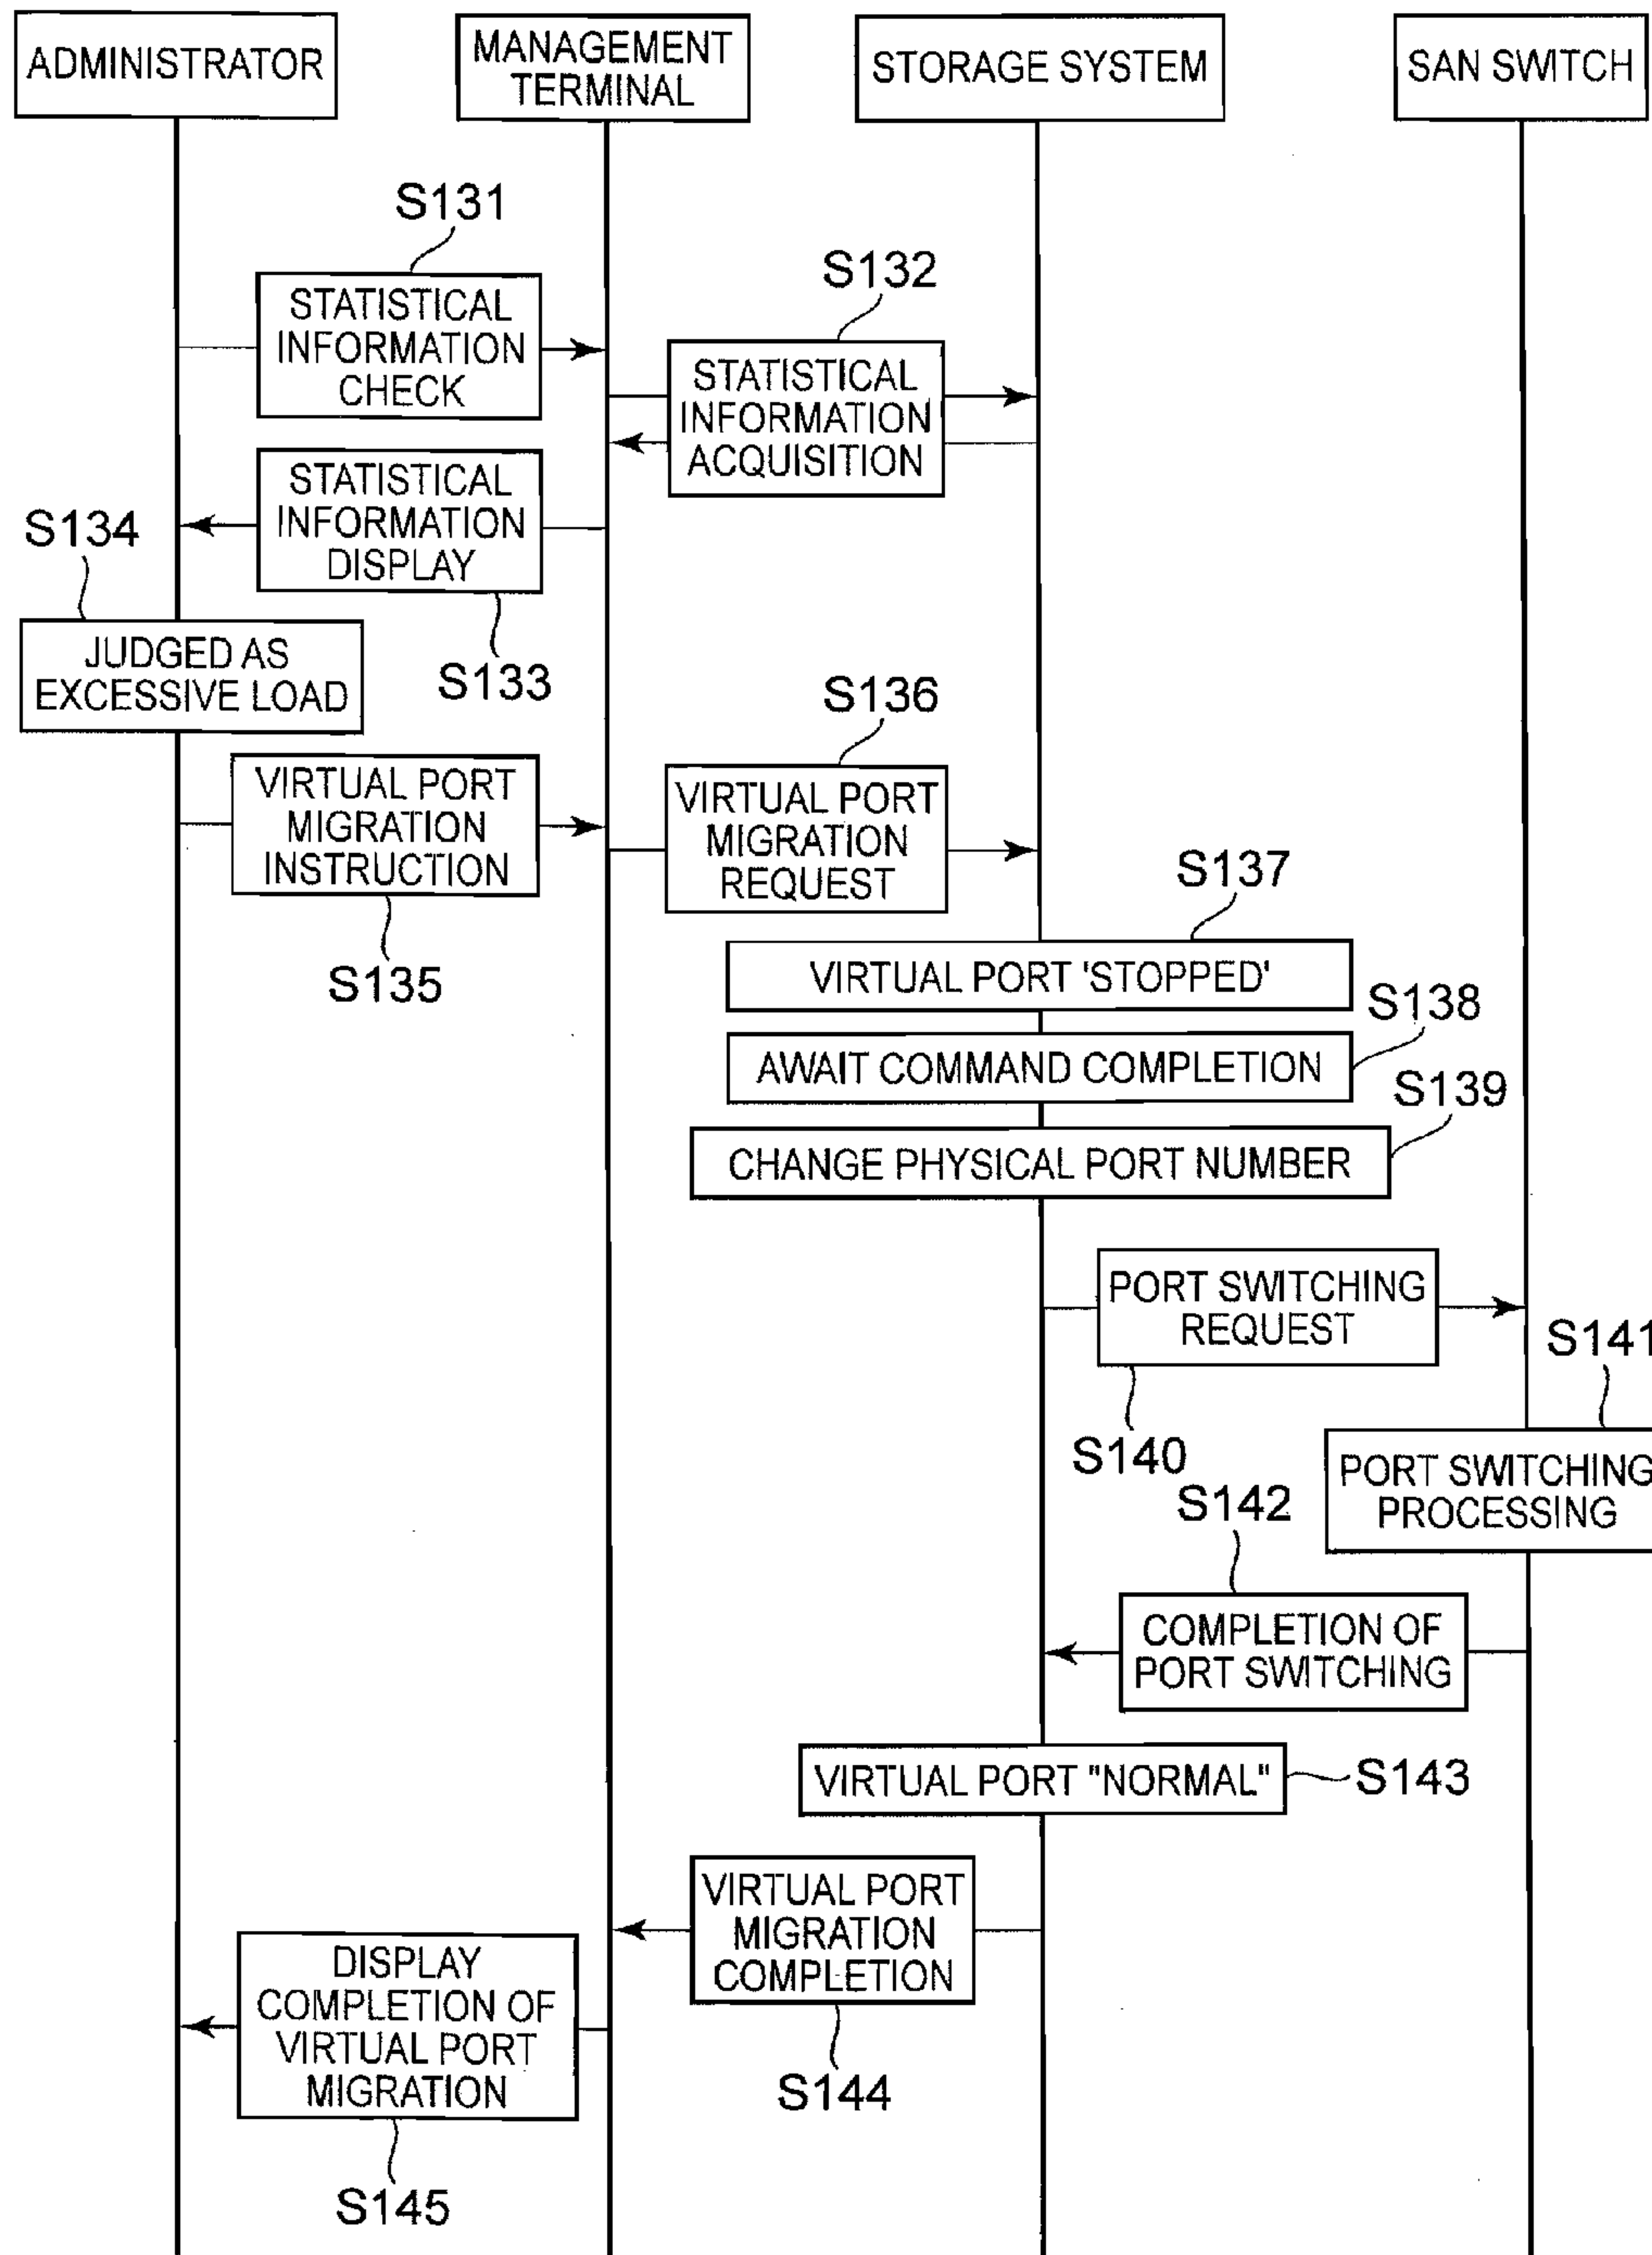 ADMINISTRATOR
MANAGEMENT
TERMINAL
STORAGE SYSTEM
SAN SWITCH
S131
STATISTICAL
INFORMATION
CHECK
S132
STATISTICAL
INFORMATION
ACQUISITION
STATISTICAL
INFORMATION
DISPLAY
S133
S134
JUDGED AS
EXCESSIVE LOAD
VIRTUAL PORT
MIGRATION
INSTRUCTION
S135
S136
VIRTUAL PORT
MIGRATION
REQUEST
S137
VIRTUAL PORT 'STOPPED'
S138
AWAIT COMMAND COMPLETION
S139
CHANGE PHYSICAL PORT NUMBER
PORT SWITCHING
REQUEST
S140
S141
PORT SWITCHING
PROCESSING
S142
COMPLETION OF
PORT SWITCHING
VIRTUAL PORT "NORMAL"
S143
VIRTUAL PORT
MIGRATION
COMPLETION
S144
DISPLAY
COMPLETION OF
VIRTUAL PORT
MIGRATION
S145